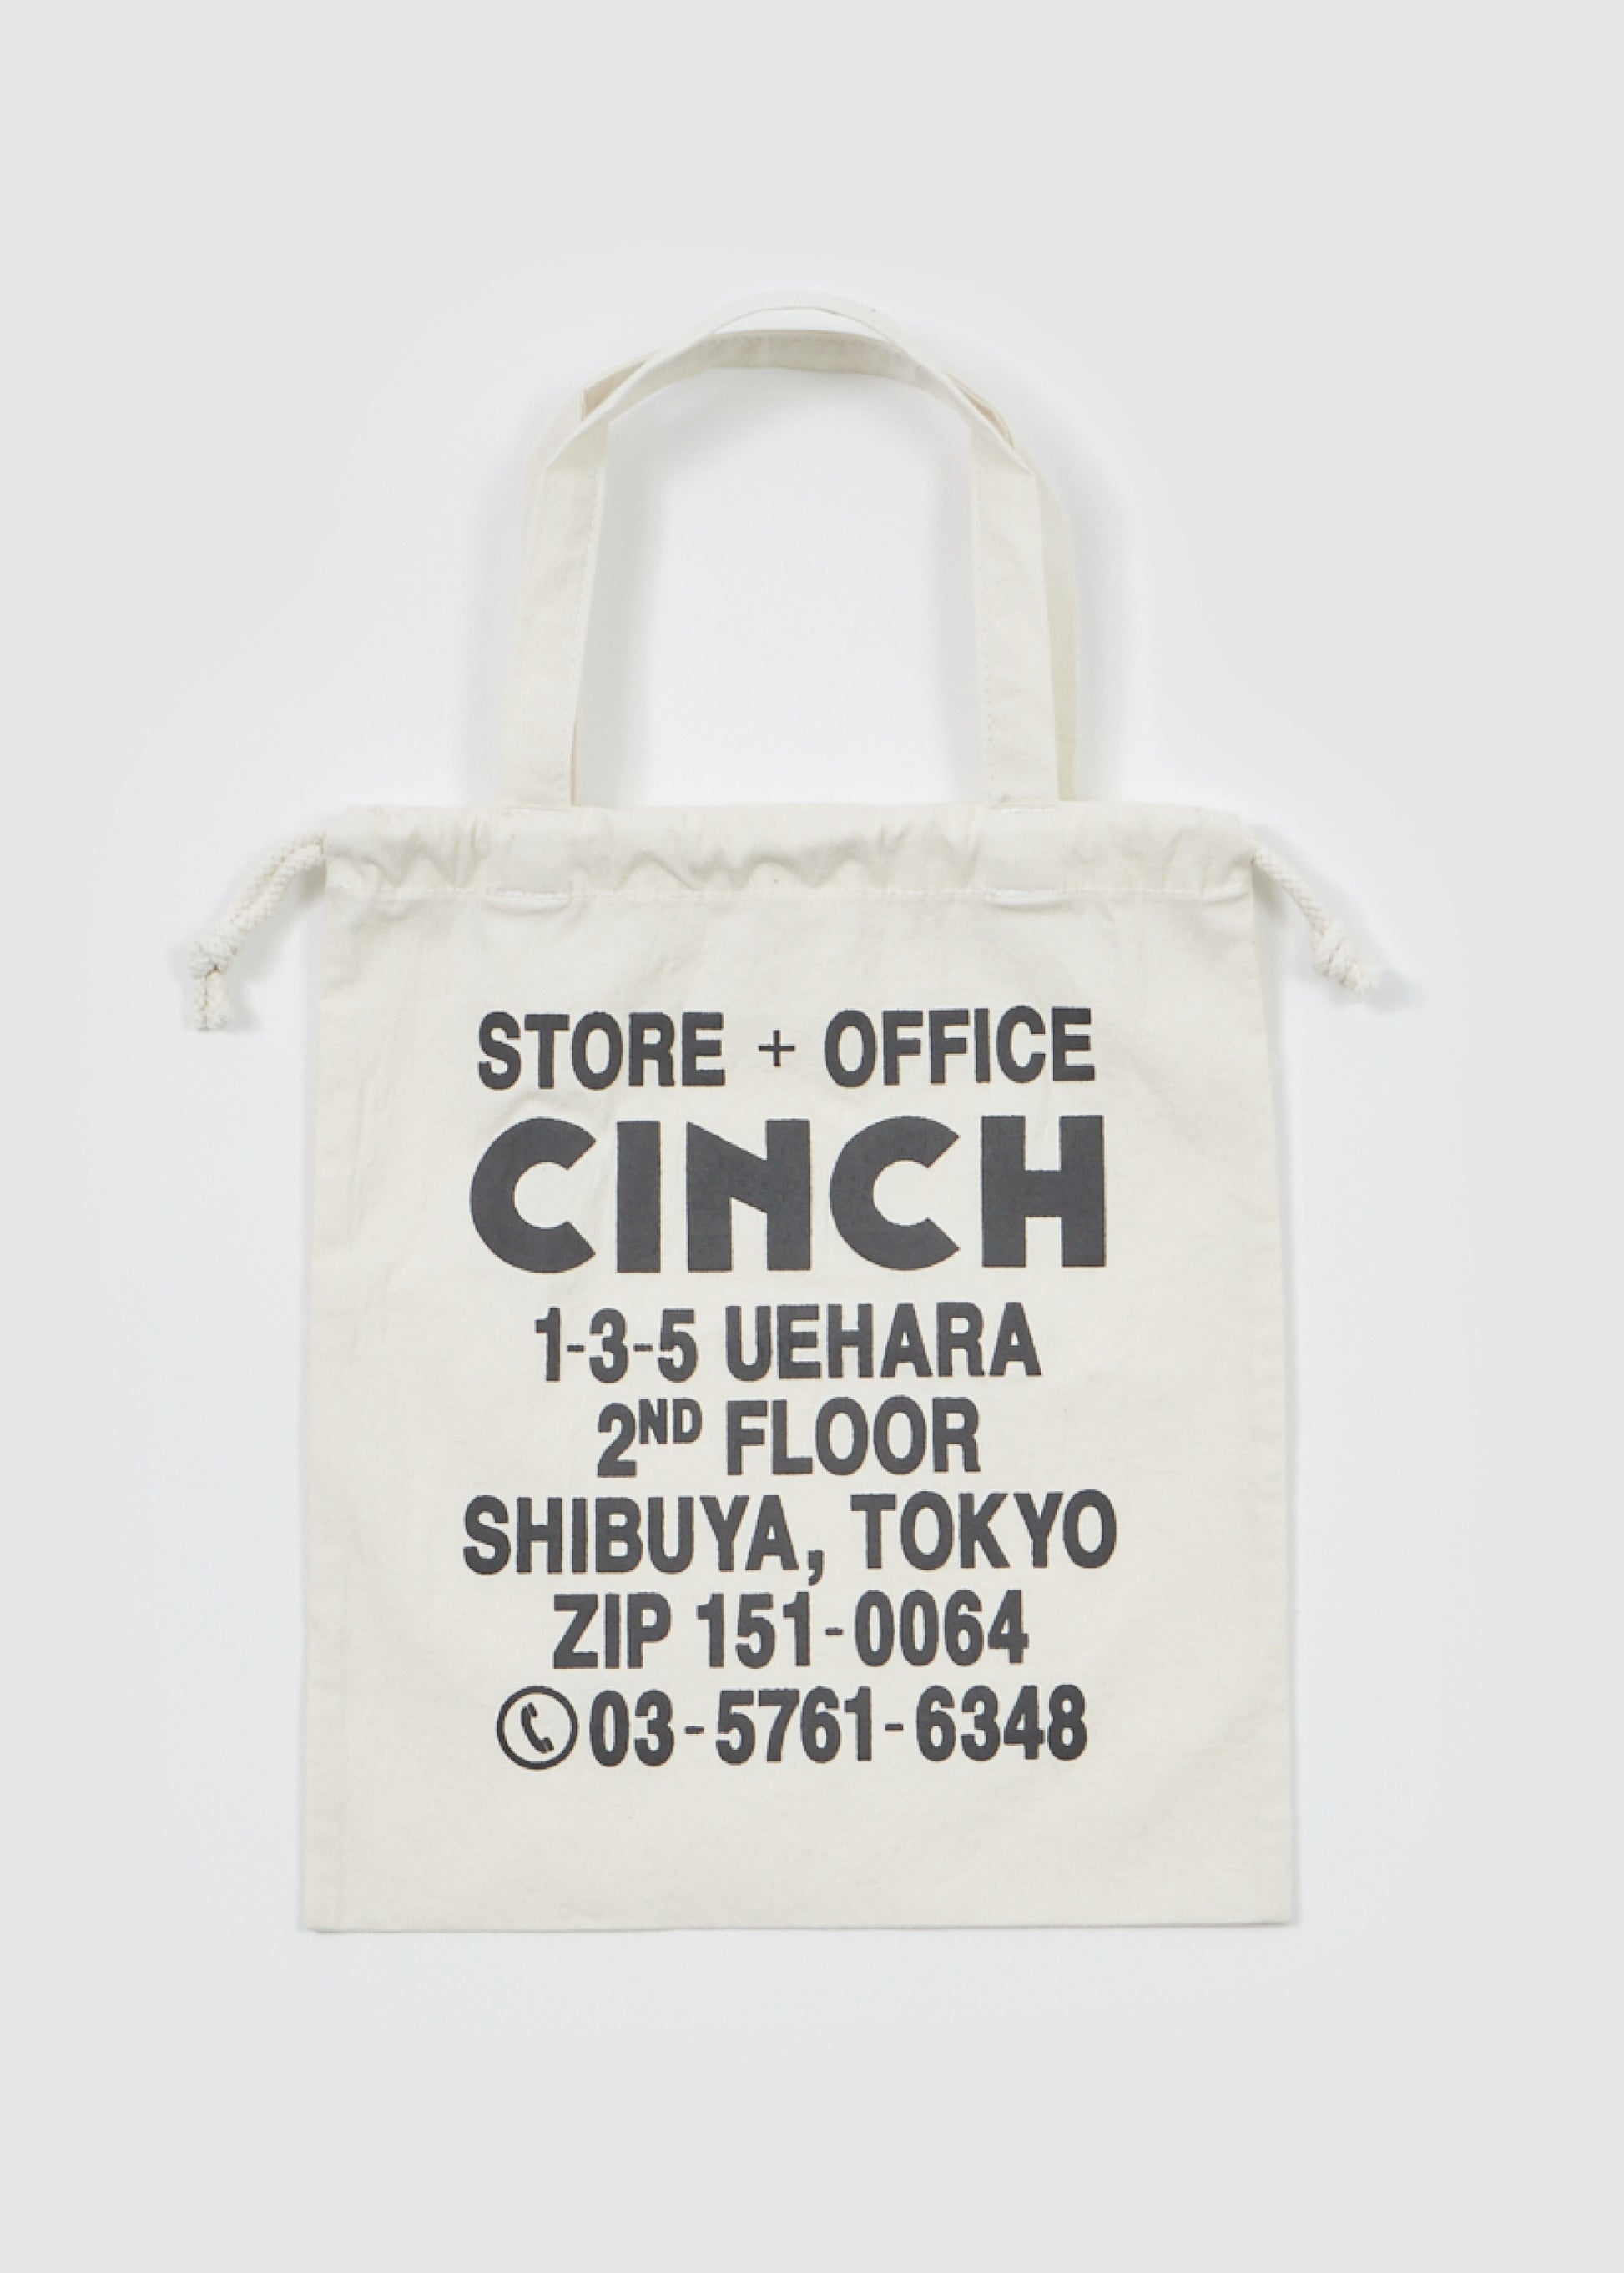 STORE + OFFICE
CINCH
1-3-5 UEHARA
2ND FLOOR
SHIBUYA, TOKYO
ZIP 151-0064
03-5761-6348